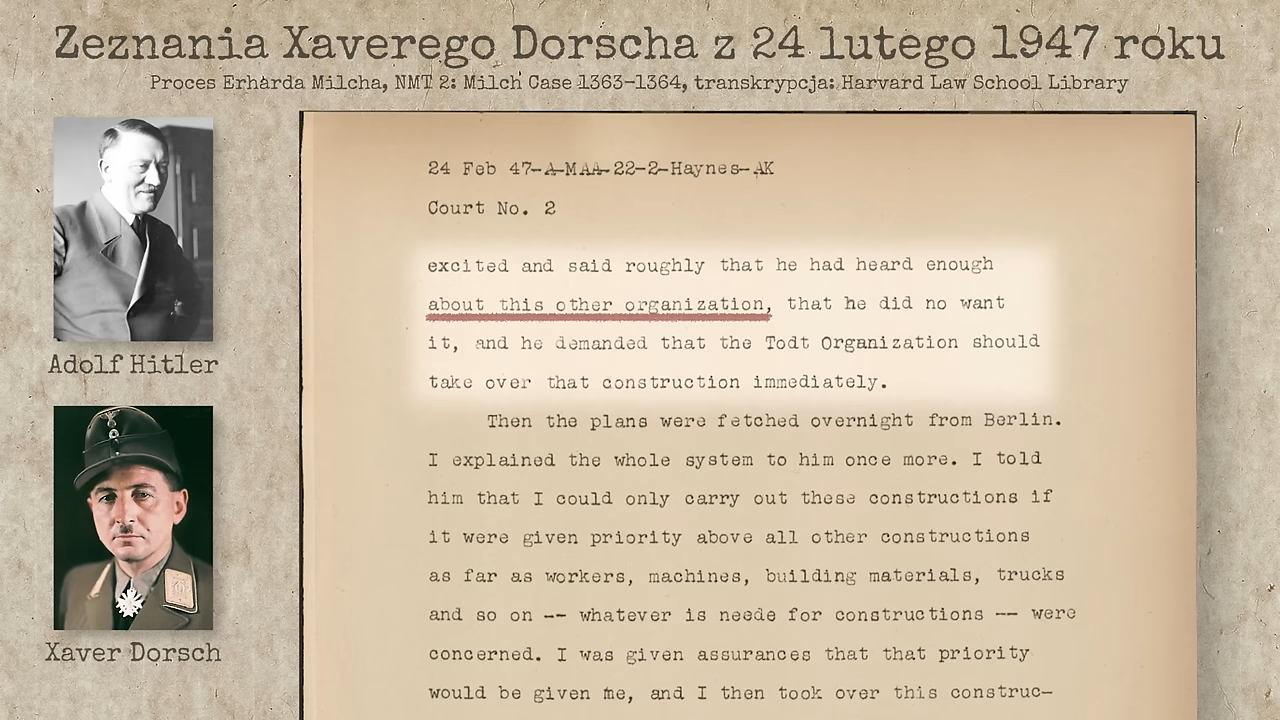 Zeznania Xaverego Dorscha z 24 lutego 1947 roku
Proces Erharda Milcha, NMT 2: Milch Case 1363-1364, transkrypcja: Harvard Law School Library
Adolf Hitler
Xaver Dorsch
24 Feb 47-A-MAA-22-2-Haynes-AK
Court No. 2
excited and said roughly that he had heard enough
about this other organization, that he did no want
it, and he demanded that the Todt Organization should
take over that construction immediately.
Then the plans were fetched overnight from Berlin.
I explained the whole system to him once more. I told
him that I could only carry out these constructions if
it were given priority above all other constructions
as far as workers, machines, building materials, trucks
and so on -- whatever is neede for constructions -- were
concerned. I was given assurances that that priority
would be given me, and I then took over this construc-